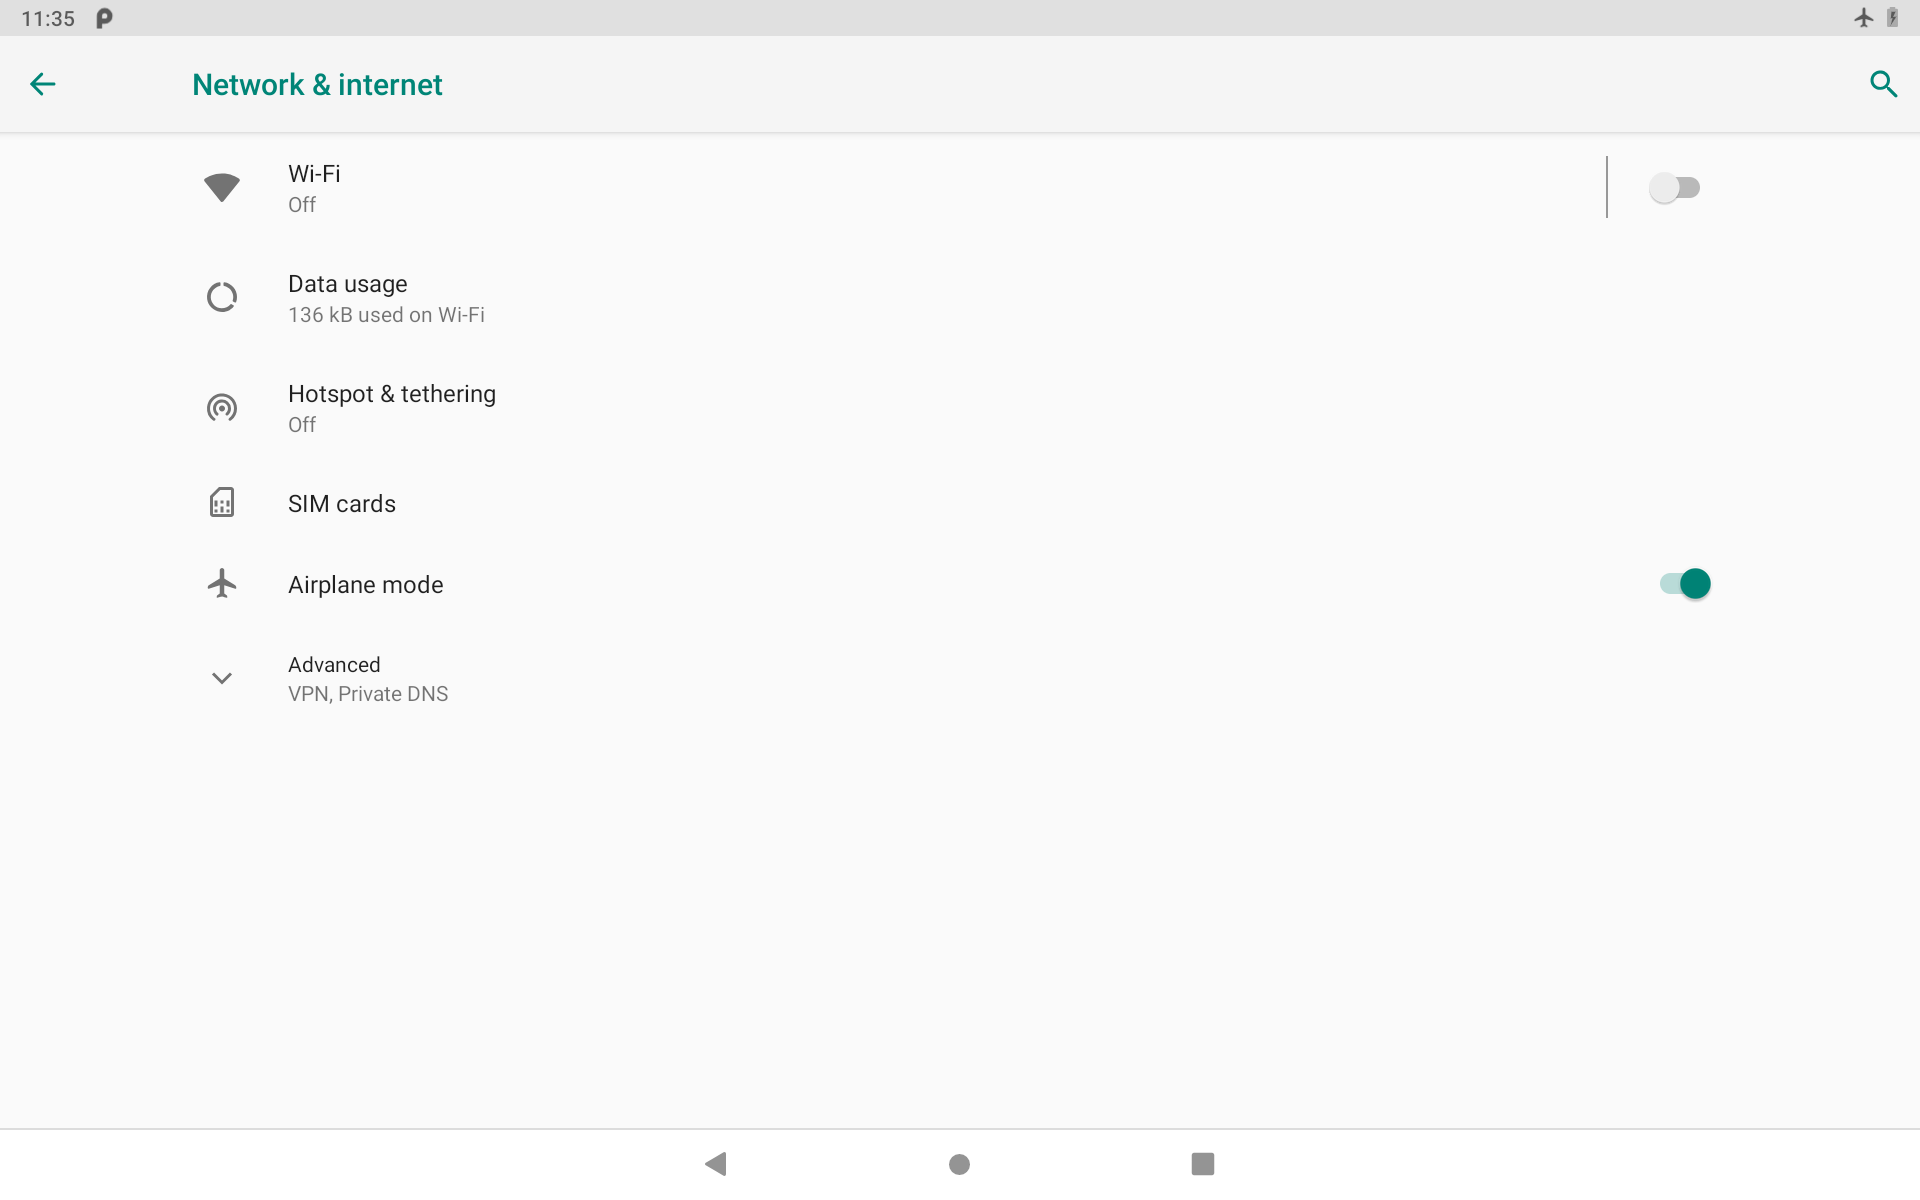 11:35
Network & internet
Wi-Fi
Off
Data usage
136 kB used on Wi-Fi
Hotspot & tethering
Off
SIM cards
Airplane mode
Advanced
VPN, Private DNS